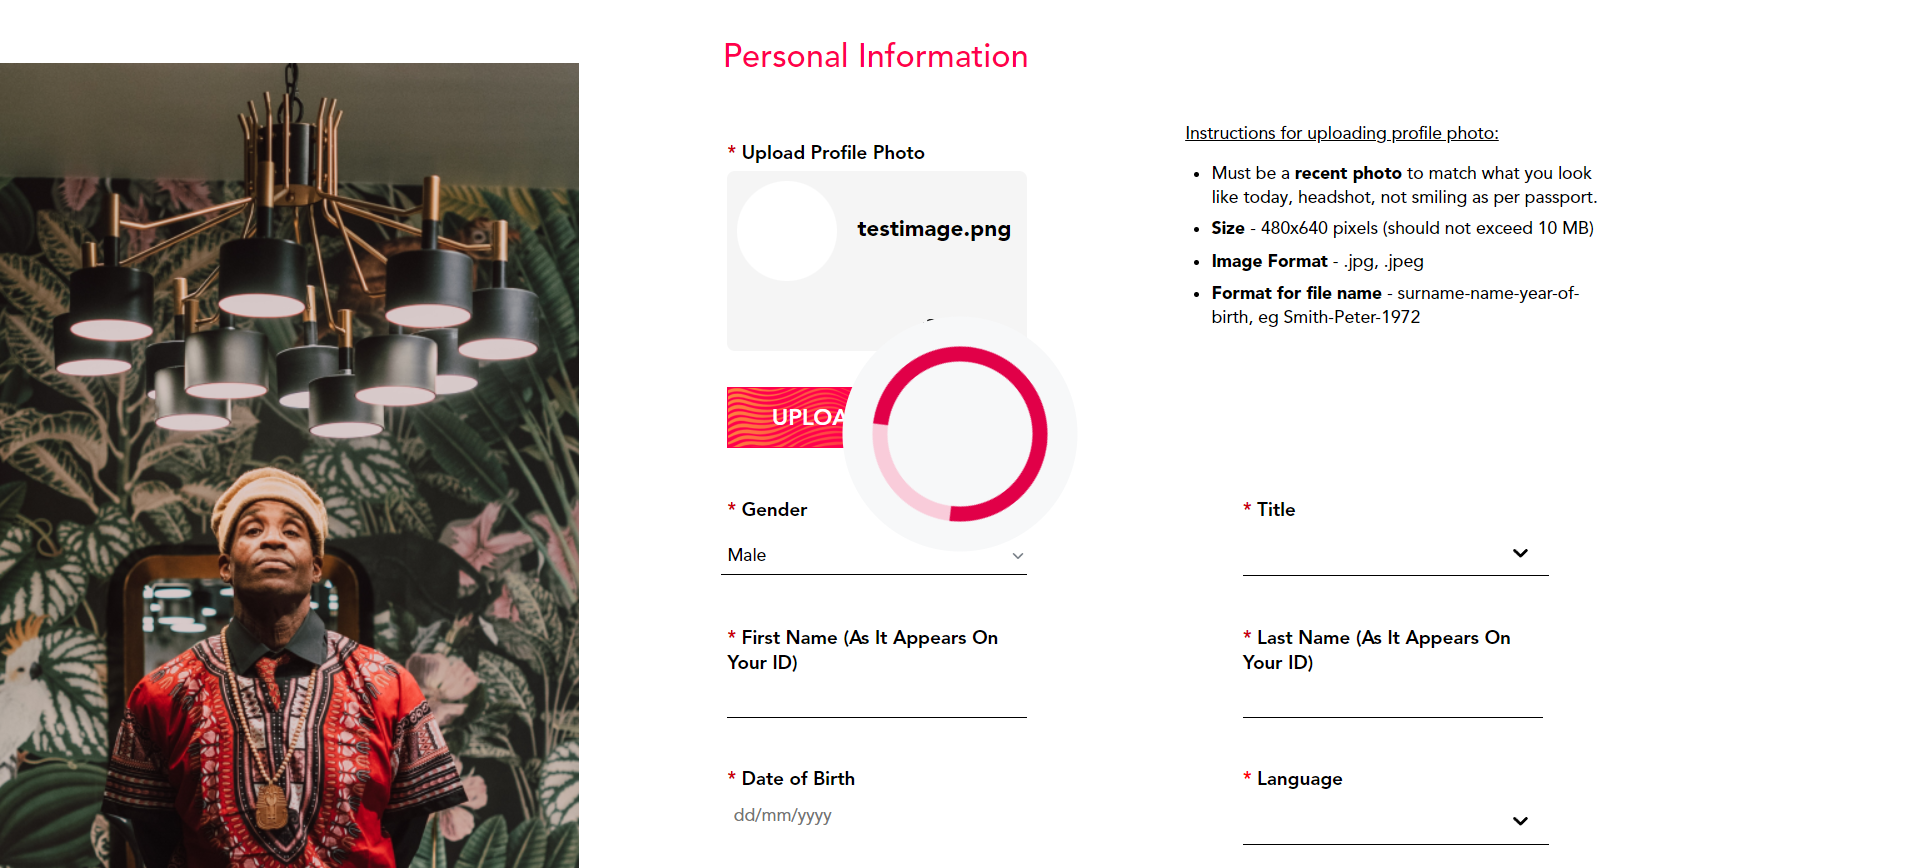 Personal Information
Instructions for uploading profile photo:
* Upload Profile Photo
testimage.png
• Must be a recent photo to match what you look
like today, headshot, not smiling as per passport.
• Size - 480x640 pixels (should not exceed 10 MB)
• Image Format - .jpg, .jpeg
• Format for file name - surname-name-year-of-
birth, eg Smith-Peter-1972
* Gender
Male
* Title
* First Name (As It Appears On
Your ID)
* Last Name (As It Appears On
Your ID)
* Date of Birth
dd/mm/yyyy
* Language